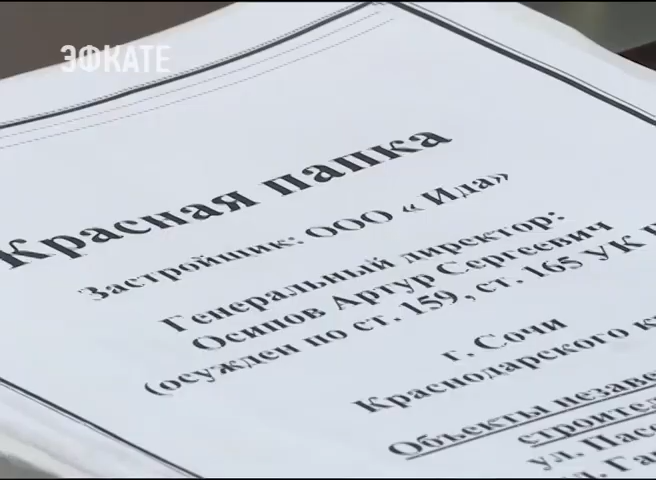 ЭФКАТЕ
Красная папка
Застройщик: ООО « Ида»
Генеральный директор:
Осипов Артур Сергеевич
(осужден по ст. 159, ст. 165 УК
г. Сочи
Краснодарского
Объекты
ул.
ул.